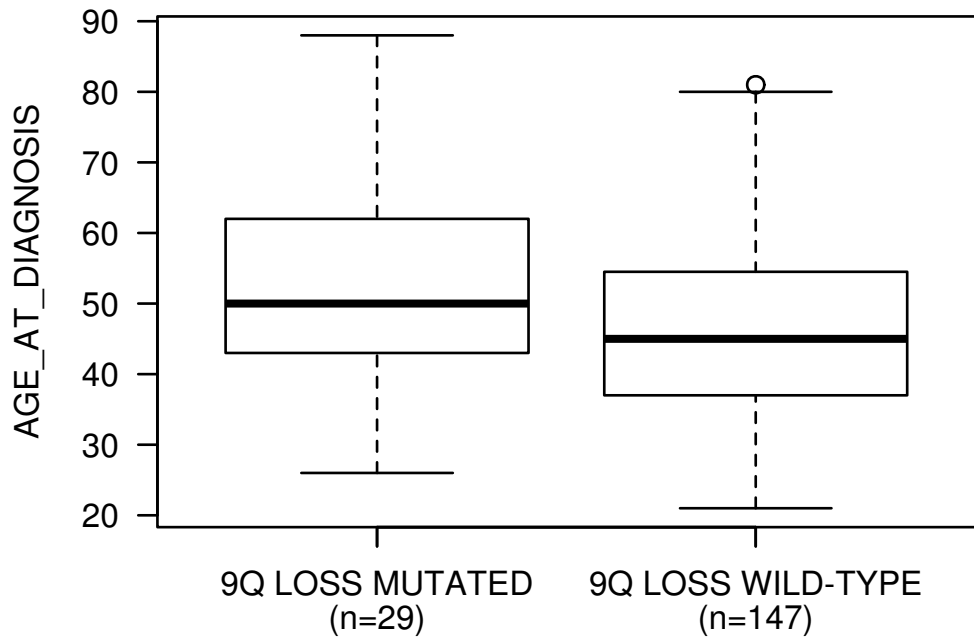 90
80
70
60
50
40
30
20
AGE_AT_DIAGNOSIS
9Q LOSS MUTATED
(n=29)
9Q LOSS WILD-TYPE
(n=147)